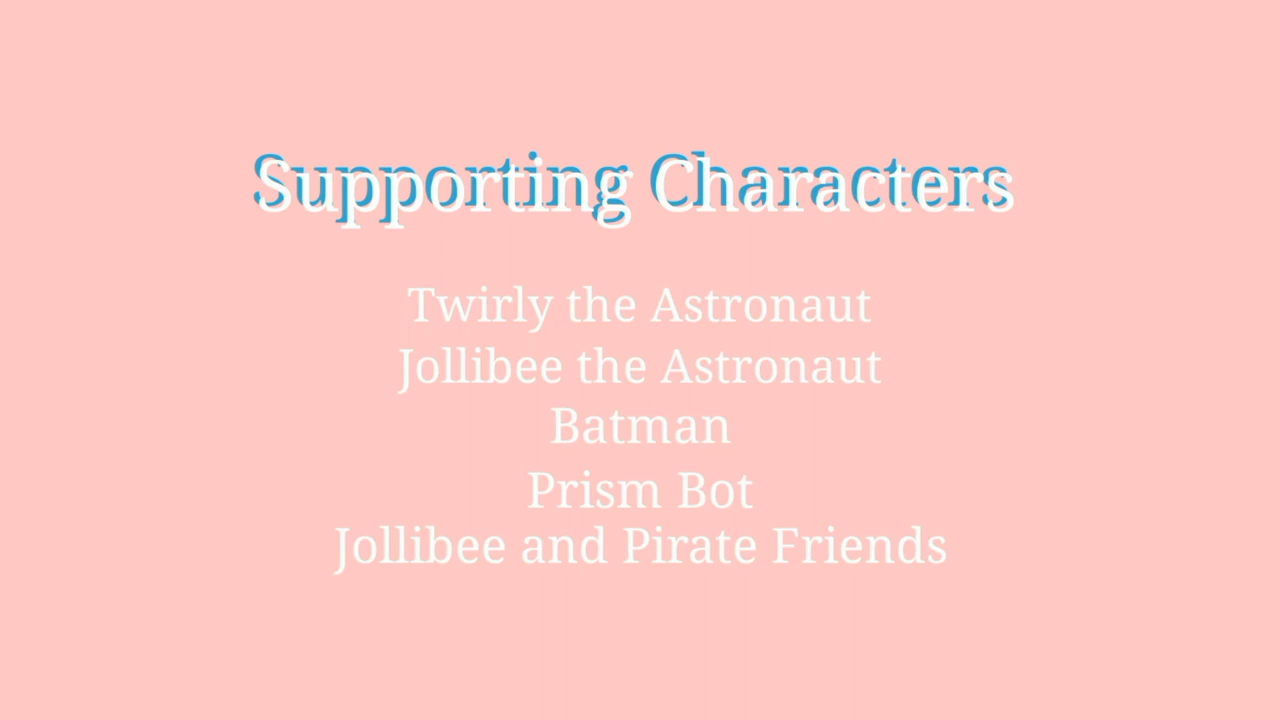 Supporting Characters
Twirly the Astronaut
Jollibee the Astronaut
Batman
Prism Bot
Jollibee and Pirate Friends